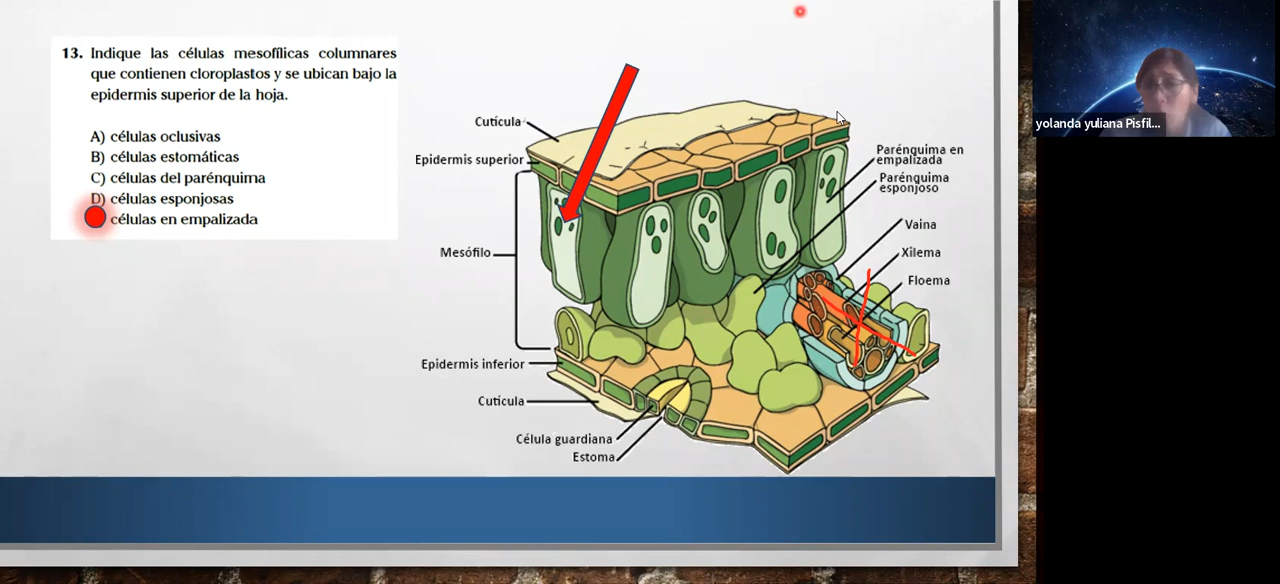 13. Indique las células mesofílicas columnares
que contienen cloroplastos y se ubican bajo la
epidermis superior de la hoja.
A) células oclusivas
B) células estomáticas
C) células del parénquima
D) células esponjosas
células en empalizada
Cutícula
Epidermis superior
Mesófilo
Epidermis inferior
Cutícula
Célula guardiana
Estoma
Parénquima en
empalizada
Parénquima
esponjoso
Vaina
Xilema
Floema
yolanda yuliana Pisfil...